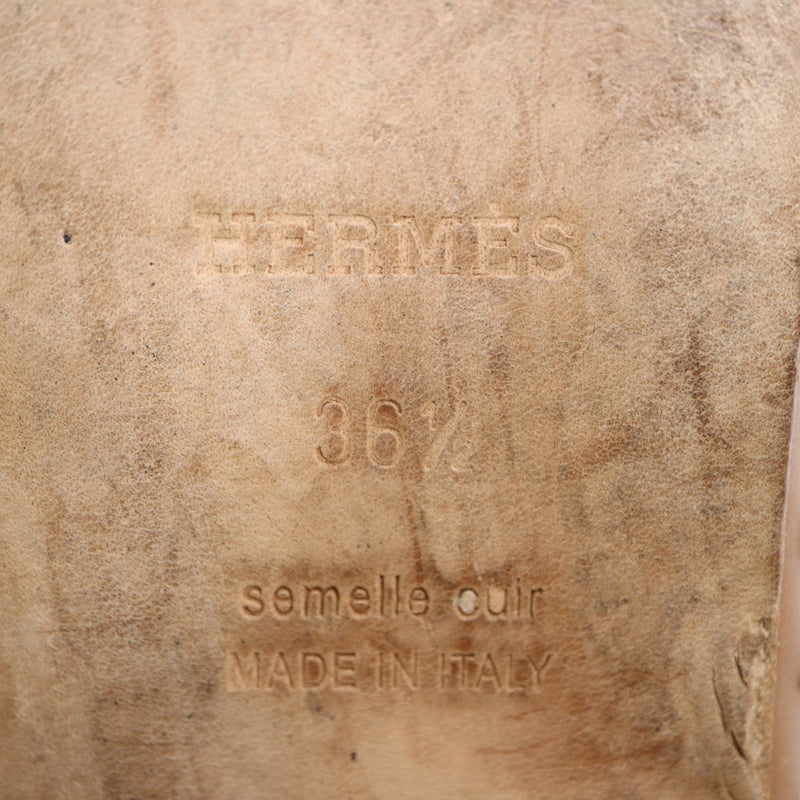 HERMÈS
36½
semelle cuir
MADE IN ITALY